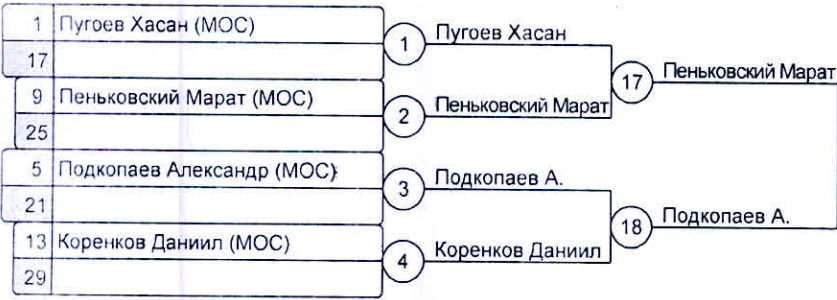 1 Пугоев Хасан (МОС)
17
9 Пеньковский Марат (МОС)
25
5 Подкопаев Александр (МОС)
21
13 Коренков Даниил (МОС)
29
1 Пугоев Хасан
2 Пеньковский Марат
3 Подкопаев А.
4 Коренков Даниил
17 Пеньковский Марат
18 Подкопаев А.